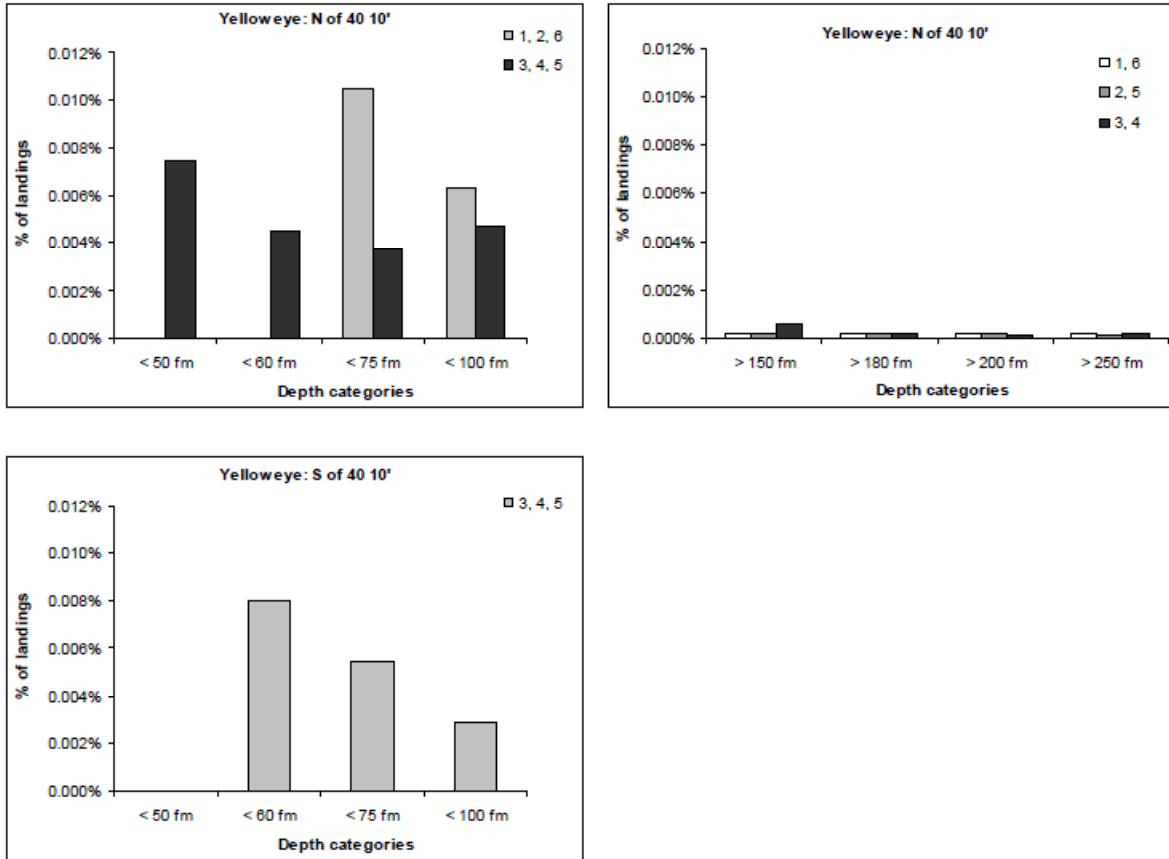 Yelloweye: N of 40 10'
1, 2, 6
3, 4, 5
0.012%
0.010%
0.008%
0.006%
0.004%
0.002%
0.000%
% of landings
< 50 fm
< 60 fm
< 75 fm
< 100 fm
Depth categories
Yelloweye: N of 40 10'
1, 6
2, 5
3, 4
0.012%
0.010%
0.008%
0.006%
0.004%
0.002%
0.000%
% of landings
> 150 fm
> 180 fm
> 200 fm
> 250 fm
Depth categories
Yelloweye: S of 40 10'
3, 4, 5
0.012%
0.010%
0.008%
0.006%
0.004%
0.002%
0.000%
% of landings
< 50 fm
< 60 fm
< 75 fm
< 100 fm
Depth categories